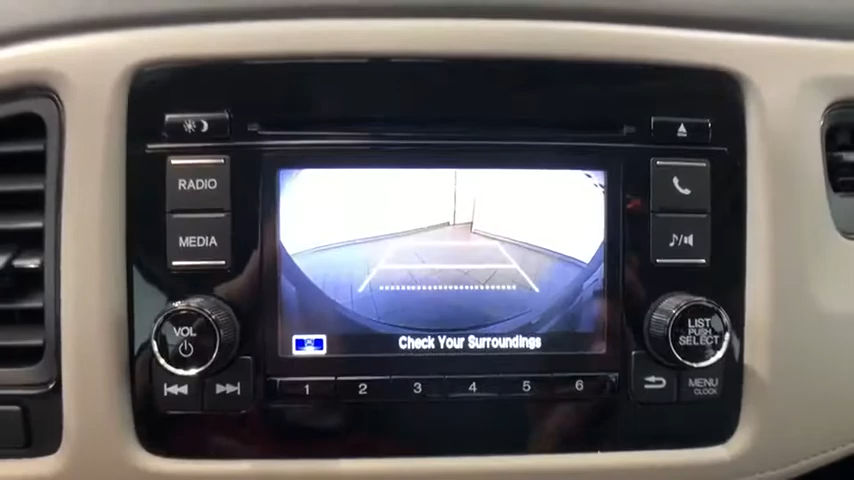 RADIO
MEDIA
VOL
Check Your Surroundings
LIST
PUSH
SELECT
1 2 3 4 5 6
MENU
CLOCK